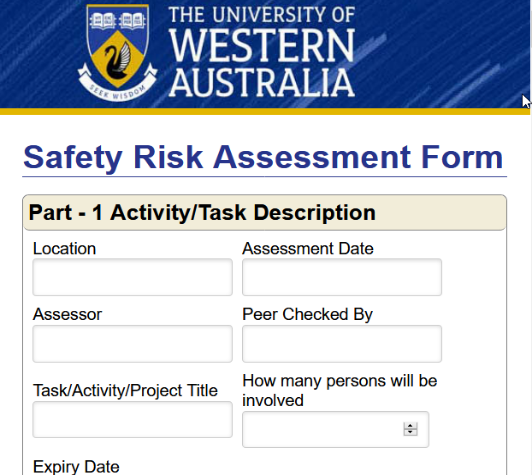 THE UNIVERSITY OF
WESTERN
AUSTRALIA
SEEK WISDOM
Safety Risk Assessment Form
Part - 1 Activity/Task Description
Location
Assessment Date
Assessor
Peer Checked By
Task/Activity/Project Title
How many persons will be
involved
Expiry Date